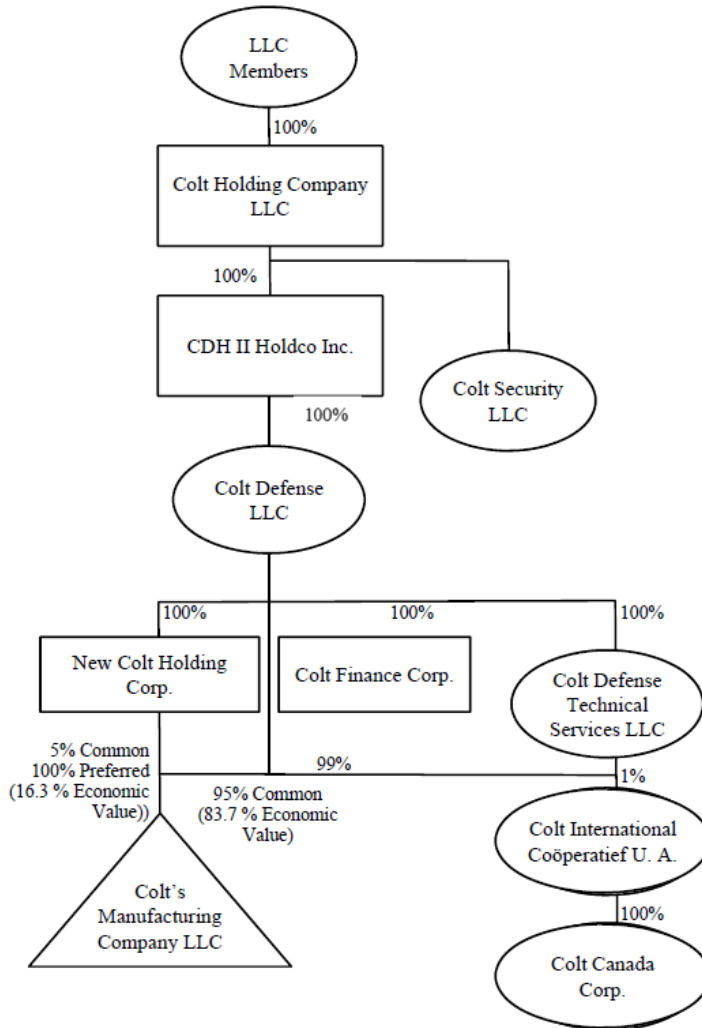 LLC
Members
100%
Colt Holding Company
LLC
100%
CDH II Holdco Inc.
Colt Security
LLC
100%
Colt Defense
LLC
100%
100%
100%
New Colt Holding
Corp.
Colt Finance Corp.
Colt Defense
Technical
Services LLC
5% Common
100% Preferred
(16.3 % Economic
Value))
99%
1%
95% Common
(83.7 % Economic
Value)
Colt International
Coöperatief U. A.
Colt's
Manufacturing
Company LLC
100%
Colt Canada
Corp.